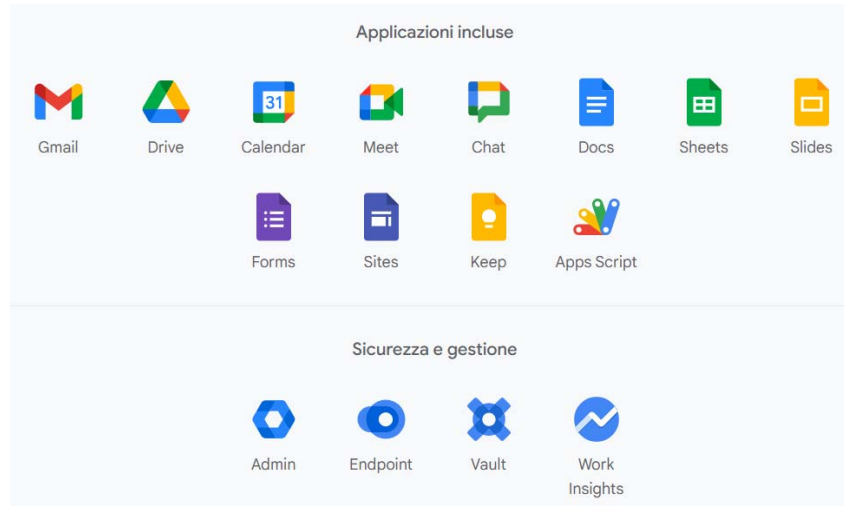 Applicazioni incluse
31
Gmail Drive Calendar Meet Chat Docs Sheets Slides
Forms Sites Keep Apps Script
Sicurezza e gestione
Admin Endpoint Vault Work
Insights